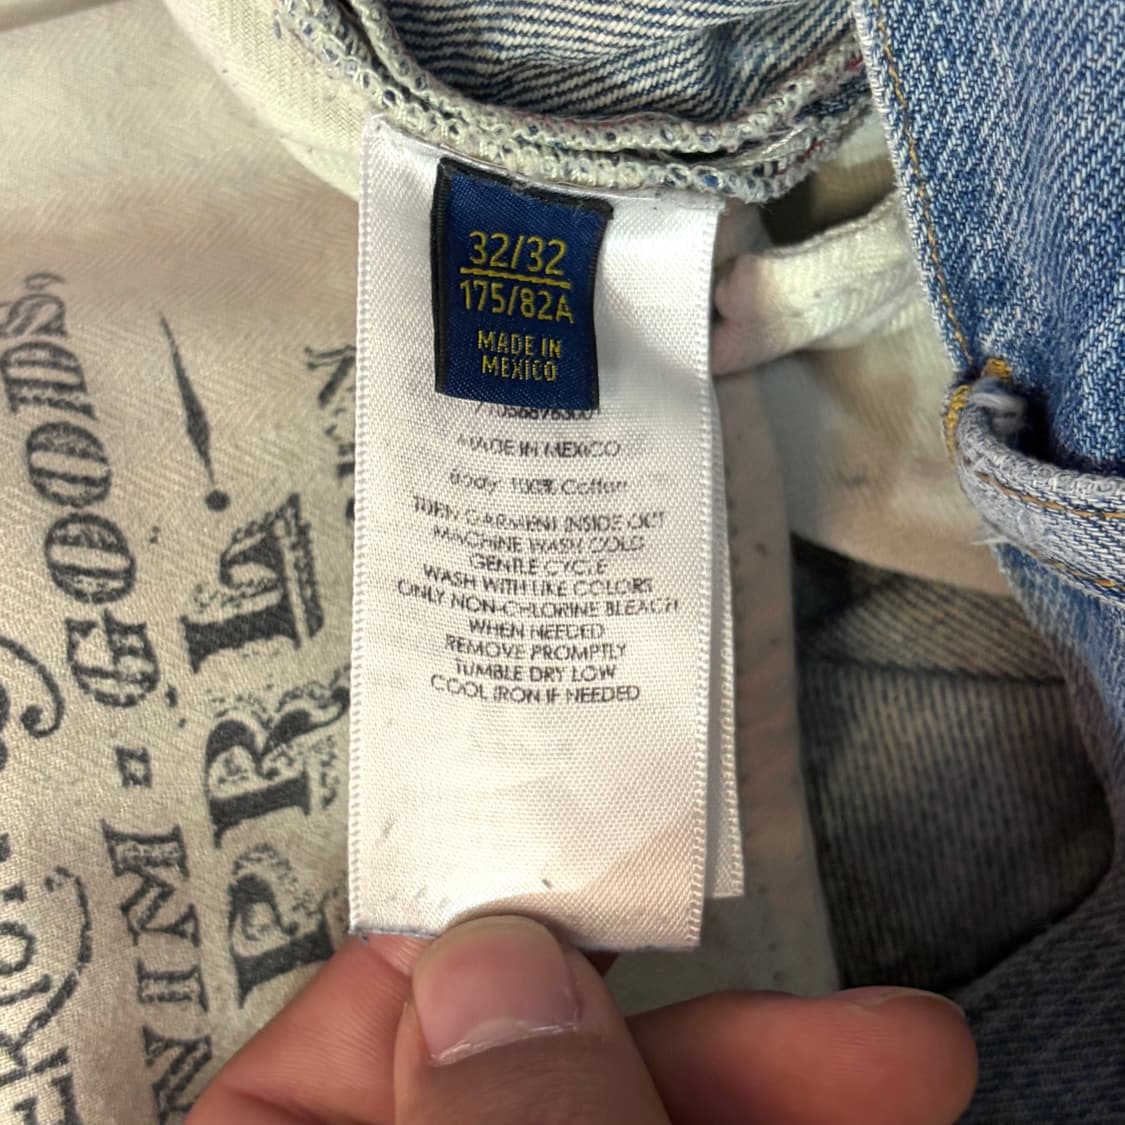 32/32
175/82A
MADE IN
MEXICO
MADE IN MEXICO
Body: 100% Cotton
TURN GARMENT INSIDE OUT
MACHINE WASH COLD
GENTLE CYCLE
WASH WITH LIKE COLORS
ONLY NON-CHLORINE BLEACH
WHEN NEEDED
REMOVE PROMPTLY
TUMBLE DRY LOW
COOL IRON IF NEEDED
GOODS,
P.R.L.